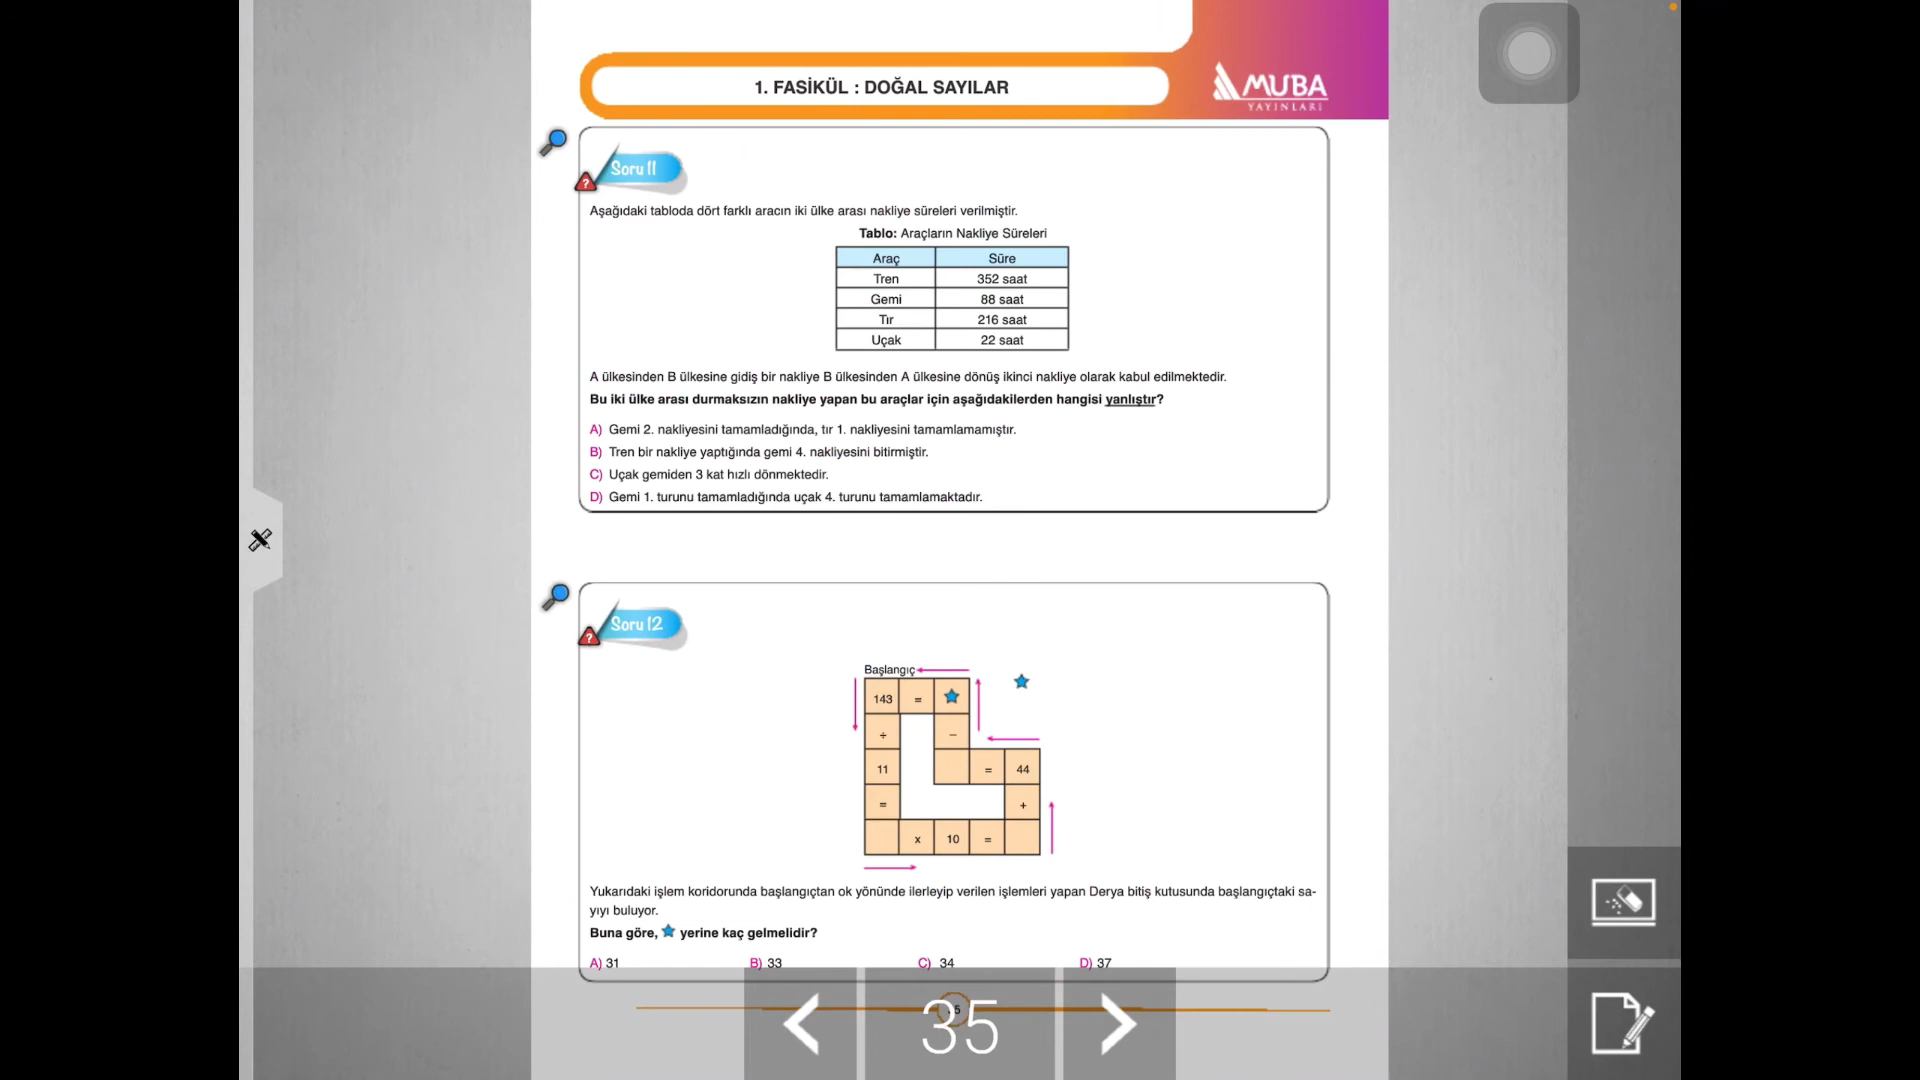 1. FASİKÜL : DOĞAL SAYILAR
MUBA
YAYINLARI
Soru 11
?
Aşağıdaki tabloda dört farklı aracın iki ülke arası nakliye süreleri verilmiştir.
Tablo: Araçların Nakliye Süreleri
Araç Süre
Tren 352 saat
Gemi 88 saat
Tır 216 saat
Uçak 22 saat
A ülkesinden B ülkesine gidiş bir nakliye B ülkesinden A ülkesine dönüş ikinci nakliye olarak kabul edilmektedir.
Bu iki ülke arası durmaksızın nakliye yapan bu araçlar için aşağıdakilerden hangisi yanlıştır?
A) Gemi 2. nakliyesini tamamladığında, tır 1. nakliyesini tamamlamamıştır.
B) Tren bir nakliye yaptığında gemi 4. nakliyesini bitirmiştir.
C) Uçak gemiden 3 kat hızlı dönmektedir.
D) Gemi 1. turunu tamamladığında uçak 4. turunu tamamlamaktadır.
Soru 12
?
Başlangıç
143 =
÷ −
11 = 44
= +
x 10 =
Yukarıdaki işlem koridorunda başlangıçtan ok yönünde ilerleyip verilen işlemleri yapan Derya bitiş kutusunda başlangıçtaki sa-
yıyı buluyor.
Buna göre, yerine kaç gelmelidir?
A) 31 B) 33 C) 34 D) 37
35